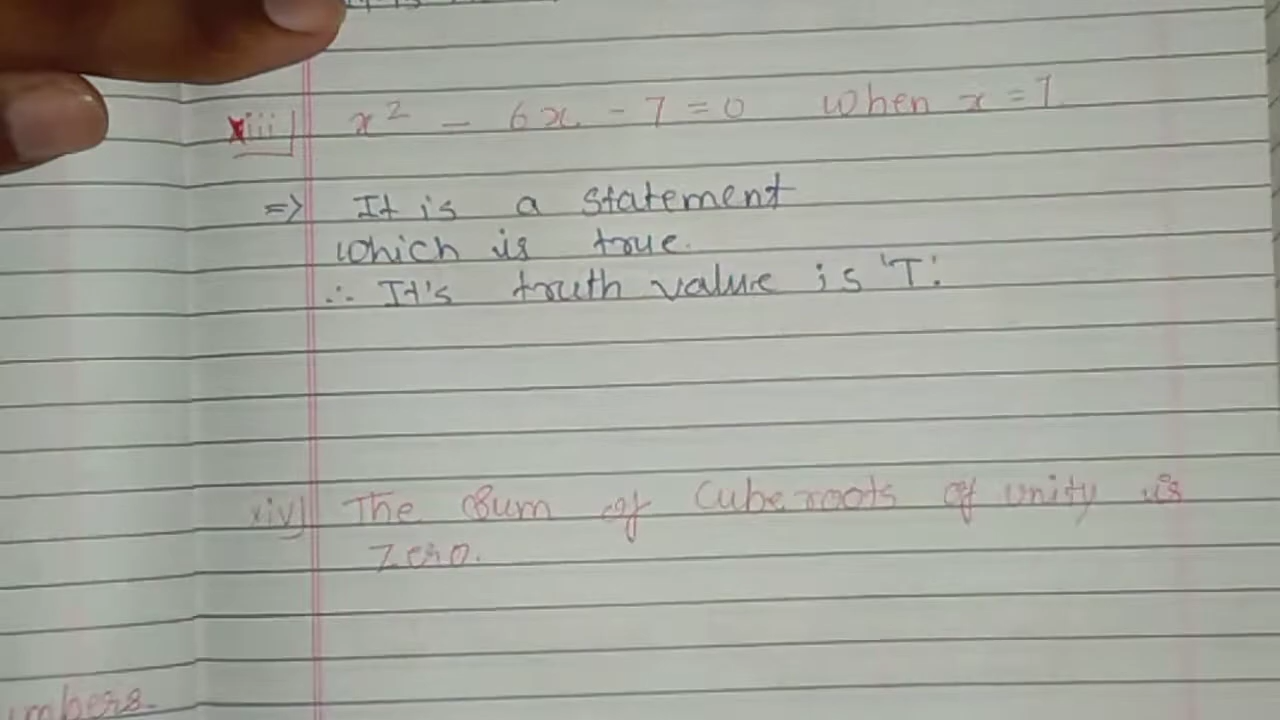 xiii) x² - 6x - 7 = 0 when x = 7
=> It is a statement
which is true.
∴ It's truth value is 'T'.
xiv) The sum of cube roots of unity is
zero.
umbers.